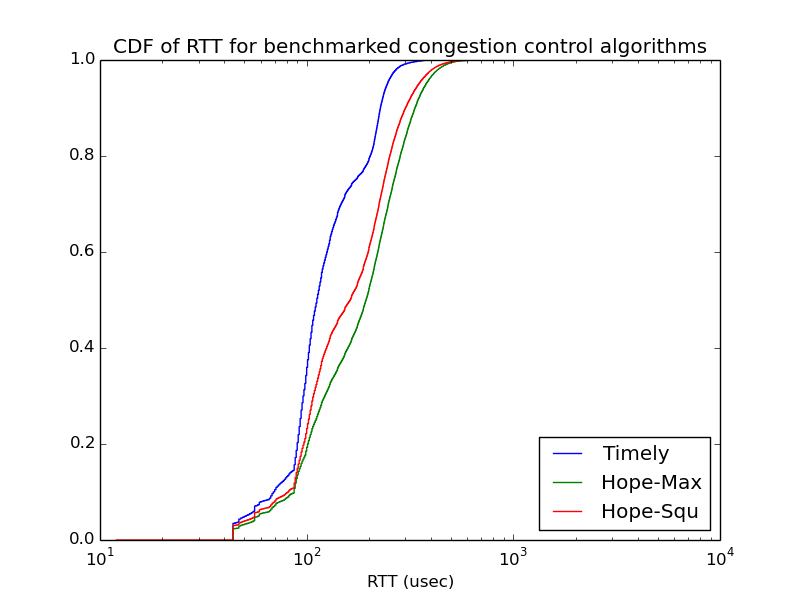 CDF of RTT for benchmarked congestion control algorithms
1.0
0.8
0.6
0.4
0.2
0.0
10^1 10^2 10^3 10^4
RTT (usec)
Timely
Hope-Max
Hope-Squ